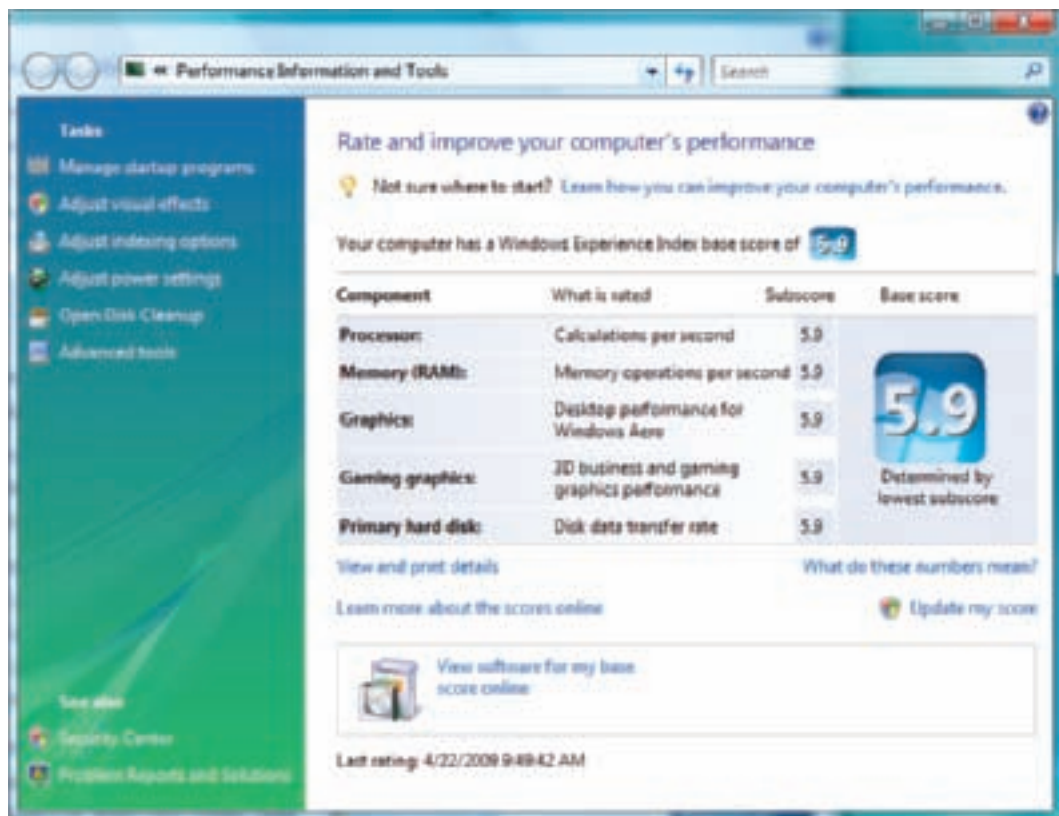 « Performance Information and Tools
Search
Tasks
Manage startup programs
Adjust visual effects
Adjust indexing options
Adjust power settings
Open Disk Cleanup
Advanced tools
See also
Security Center
Problem Reports and Solutions
Rate and improve your computer's performance
Not sure where to start? Learn how you can improve your computer's performance.
Your computer has a Windows Experience Index base score of 5.9
Component What is rated Subscore Base score
Processor: Calculations per second 5.9
Memory (RAM): Memory operations per second 5.9
Graphics: Desktop performance for
Windows Aero 5.9
Gaming graphics: 3D business and gaming
graphics performance 5.9
Primary hard disk: Disk data transfer rate 5.9
5.9
Determined by
lowest subscore
View and print details
What do these numbers mean?
Learn more about the scores online
Update my score
View software for my base
score online
Last rating: 4/22/2009 9:49:42 AM